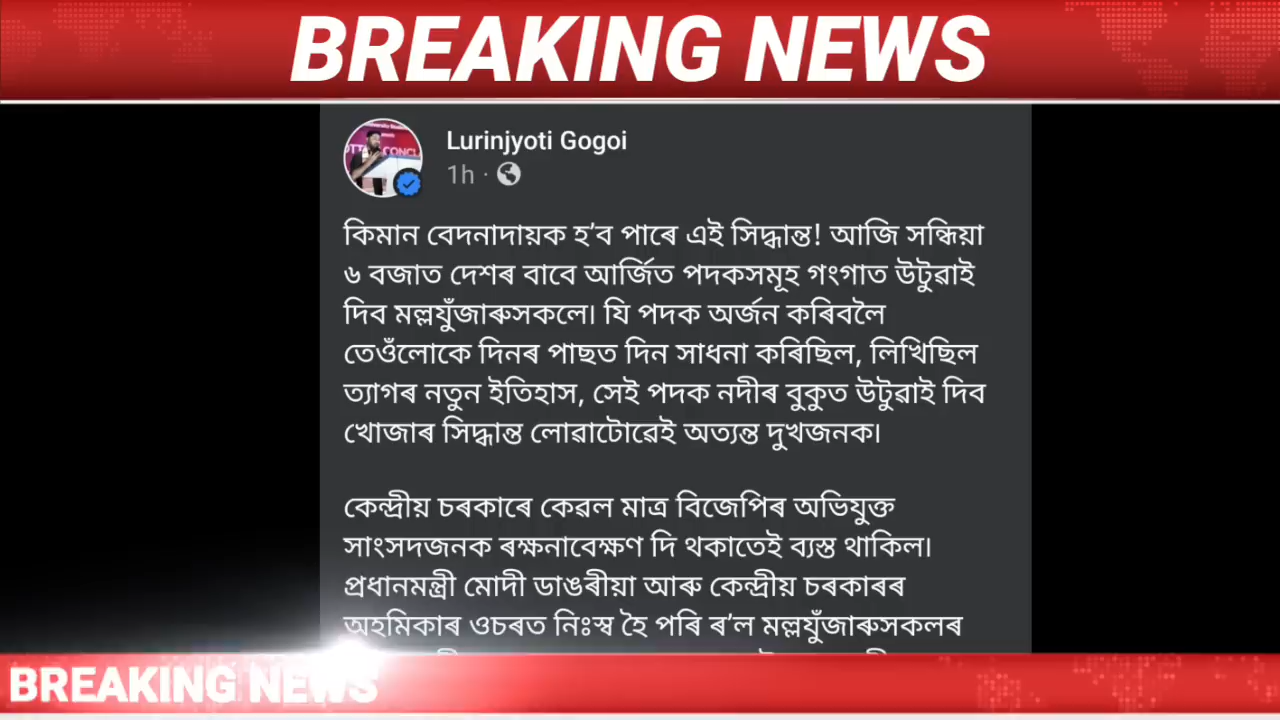 BREAKING NEWS
Lurinjyoti Gogoi
1h ·
কিমান বেদনাদায়ক হ'ব পাৰে এই সিদ্ধান্ত! আজি সন্ধিয়া
৬ বজাত দেশৰ বাবে আৰ্জিত পদকসমূহ গংগাত উটুৱাই
দিব মল্লযুঁজাৰুসকলে। যি পদক অৰ্জন কৰিবলৈ
তেওঁলোকে দিনৰ পাছত দিন সাধনা কৰিছিল, লিখিছিল
ত্যাগৰ নতুন ইতিহাস, সেই পদক নদীৰ বুকুত উটুৱাই দিব
খোজাৰ সিদ্ধান্ত লোৱাটোৱেই অত্যন্ত দুখজনক।
কেন্দ্ৰীয় চৰকাৰে কেৱল মাত্ৰ বিজেপিৰ অভিযুক্ত
সাংসদজনক ৰক্ষনাবেক্ষণ দি থকাতেই ব্যস্ত থাকিল।
প্ৰধানমন্ত্ৰী মোদী ডাঙৰীয়া আৰু কেন্দ্ৰীয় চৰকাৰৰ
অহমিকাৰ ওচৰত নিঃস্ব হৈ পৰি ৰ'ল মল্লযুঁজাৰুসকলৰ
BREAKING NEWS